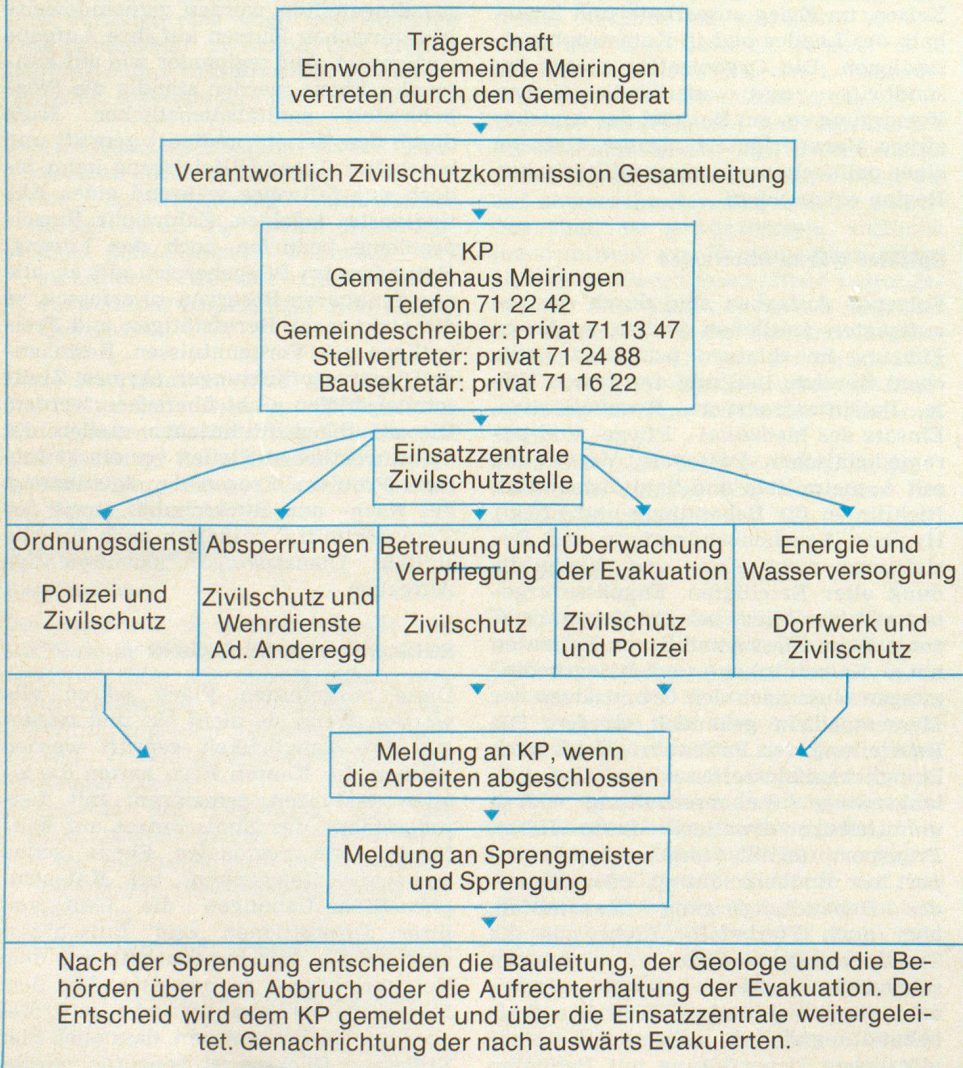 Trägerschaft
Einwohnergemeinde Meiringen
vertreten durch den Gemeinderat
Verantwortlich Zivilschutzkommission Gesamtleitung
KP
Gemeindehaus Meiringen
Telefon 71 22 42
Gemeindeschreiber: privat 71 13 47
Stellvertreter: privat 71 24 88
Bausekretär: privat 71 16 22
Einsatzzentrale
Zivilschutzstelle
Ordnungsdienst
Polizei und
Zivilschutz
Absperrungen
Zivilschutz und
Wehrdienste
Ad. Anderegg
Betreuung und
Verpflegung
Zivilschutz
Überwachung
der Evakuation
Zivilschutz
und Polizei
Energie und
Wasserversorgung
Dorfwerk und
Zivilschutz
Meldung an KP, wenn
die Arbeiten abgeschlossen
Meldung an Sprengmeister
und Sprengung
Nach der Sprengung entscheiden die Bauleitung, der Geologe und die Be-
hörden über den Abbruch oder die Aufrechterhaltung der Evakuation. Der
Entscheid wird dem KP gemeldet und über die Einsatzzentrale weitergelei-
tet. Genachrichtung der nach auswärts Evakuierten.